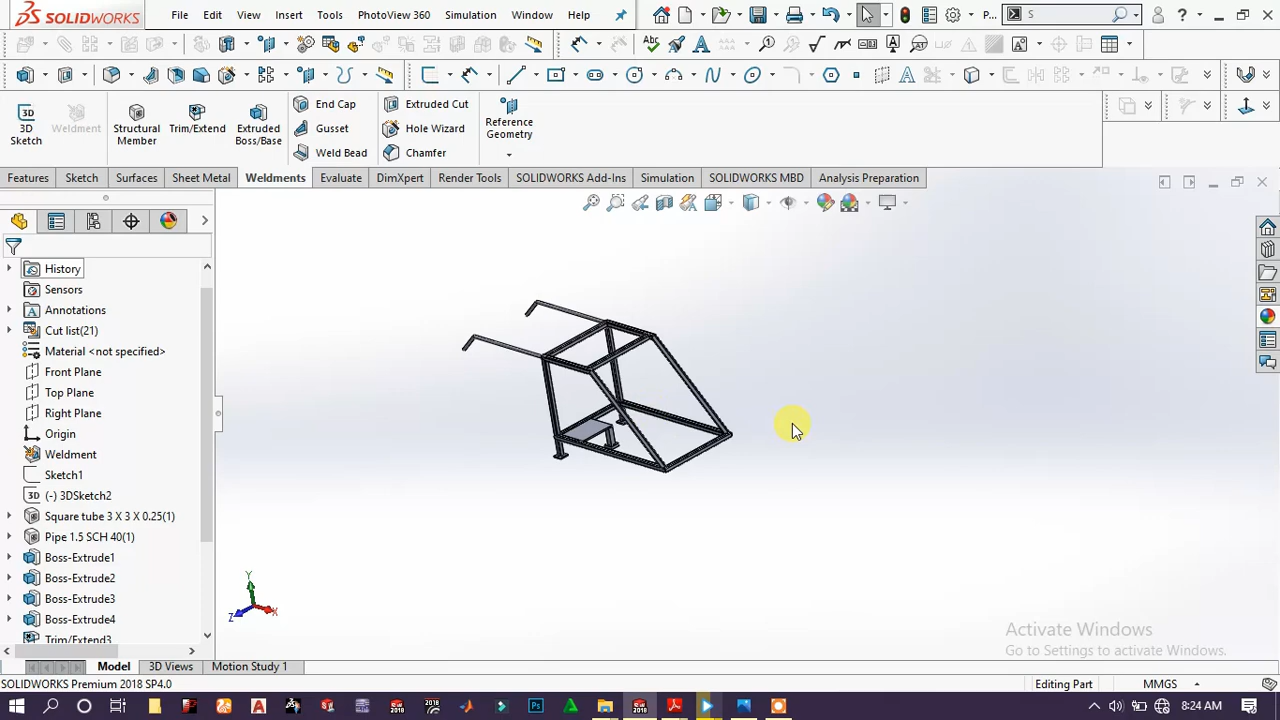 SOLIDWORKS File Edit View Insert Tools PhotoView 360 Simulation Window Help P... S
3D Sketch Weldment Structural Member Trim/Extend Extruded Boss/Base End Cap Gusset Weld Bead Extruded Cut Hole Wizard Chamfer Reference Geometry
Features Sketch Surfaces Sheet Metal Weldments Evaluate DimXpert Render Tools SOLIDWORKS Add-Ins Simulation SOLIDWORKS MBD Analysis Preparation
History
Sensors
Annotations
Cut list(21)
Material <not specified>
Front Plane
Top Plane
Right Plane
Origin
Weldment
Sketch1
(-) 3DSketch2
Square tube 3 X 3 X 0.25(1)
Pipe 1.5 SCH 40(1)
Boss-Extrude1
Boss-Extrude2
Boss-Extrude3
Boss-Extrude4
Trim/Extend3
Y
Z X
Activate Windows
Go to Settings to activate Windows.
Model 3D Views Motion Study 1
SOLIDWORKS Premium 2018 SP4.0 Editing Part MMGS
8:24 AM